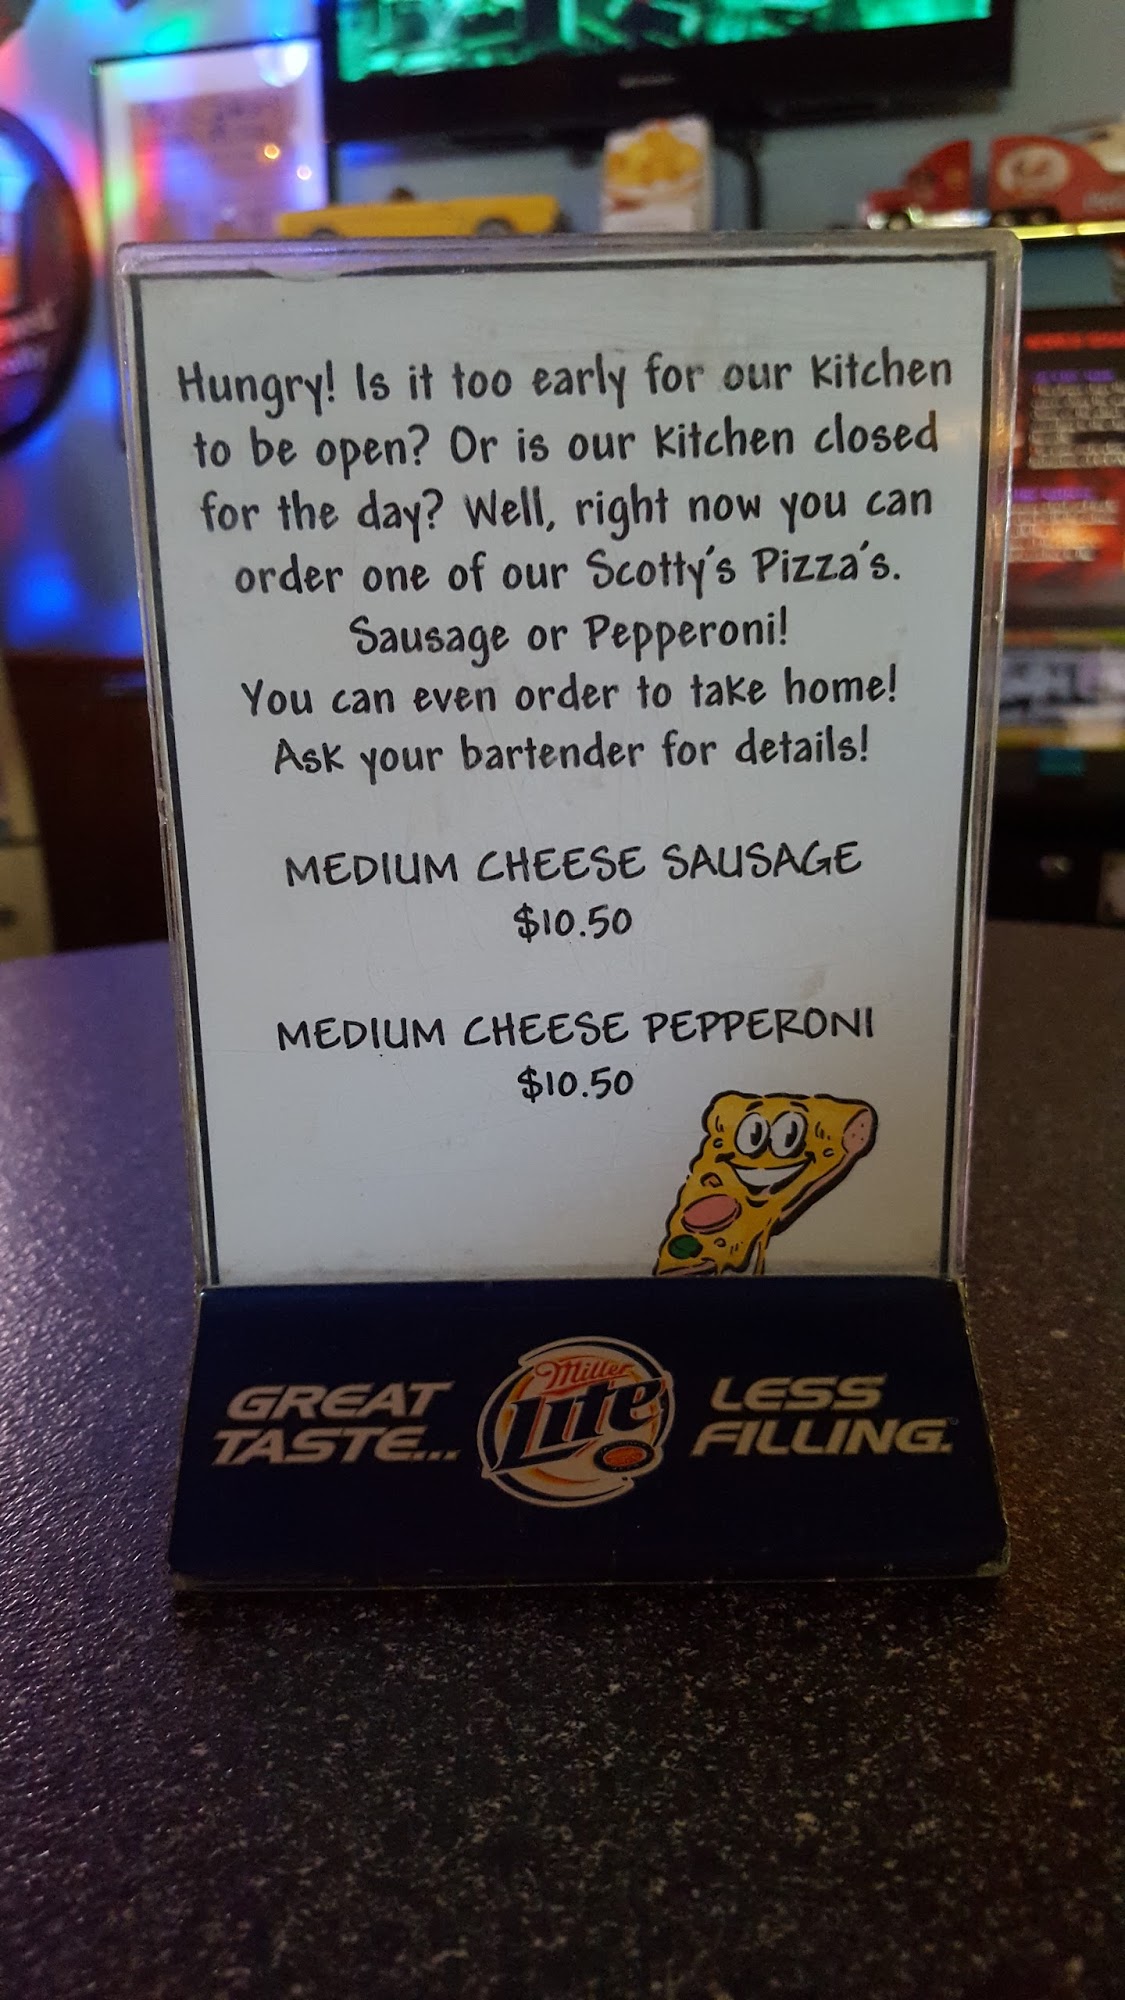 Hungry! Is it too early for our kitchen
to be open? Or is our kitchen closed
for the day? Well, right now you can
order one of our Scotty's Pizza's.
Sausage or Pepperoni!
You can even order to take home!
Ask your bartender for details!
MEDIUM CHEESE SAUSAGE
$10.50
MEDIUM CHEESE PEPPERONI
$10.50
GREAT
TASTE...
Miller
Lite
LESS
FILLING.